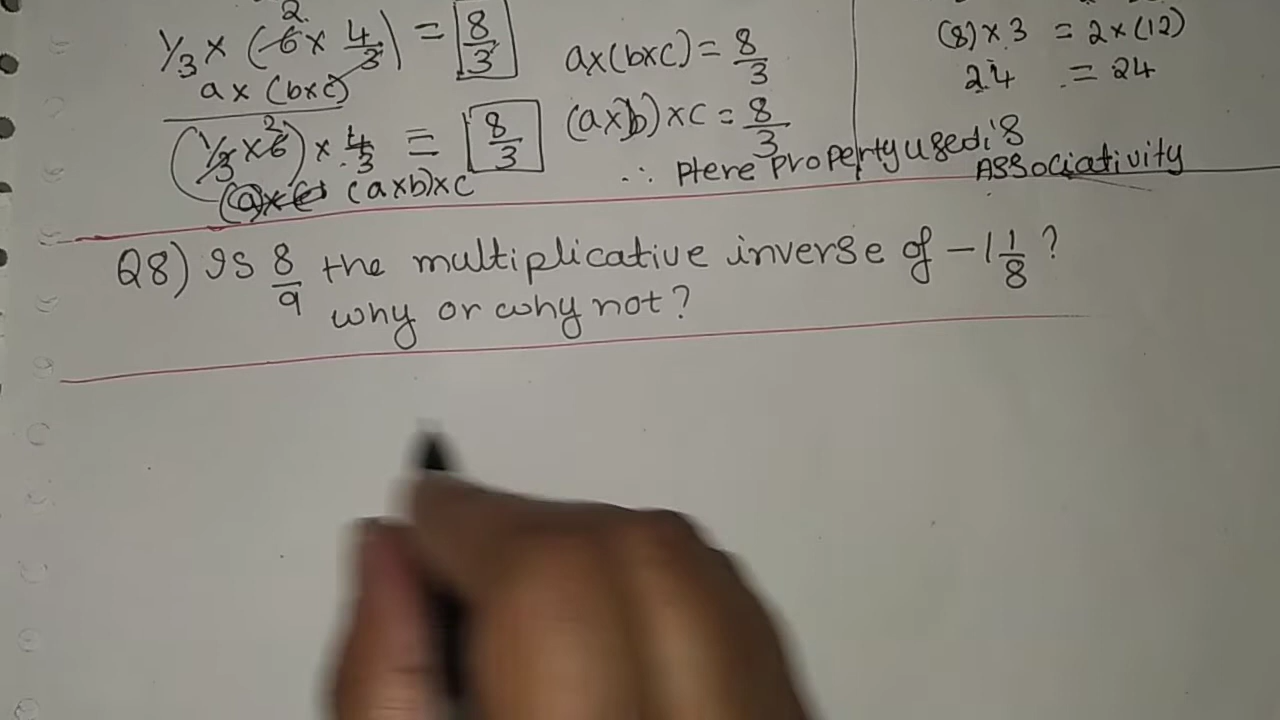 2
1/3 × (6 × 4/3) = 8/3
a × (b×c)
a×(b×c) = 8/3
(8)×3 = 2×(12)
24 = 24
(1/3 × 6) × 4/3 = 8/3
2
(a×b)×c
(a×b)×c = 8/3
∴ Here property used is
Associativity
Q8) Is 8/9 the multiplicative inverse of -1 1/8 ?
why or why not?